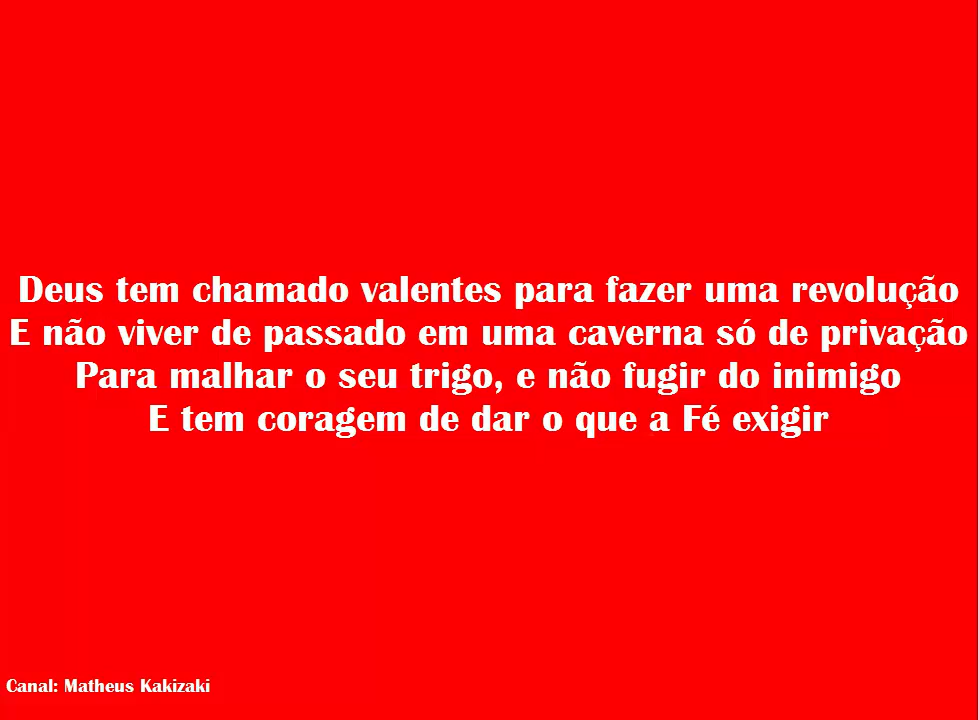 Deus tem chamado valentes para fazer uma revolução
E não viver de passado em uma caverna só de privação
Para malhar o seu trigo, e não fugir do inimigo
E tem coragem de dar o que a Fé exigir
Canal: Matheus Kakizaki